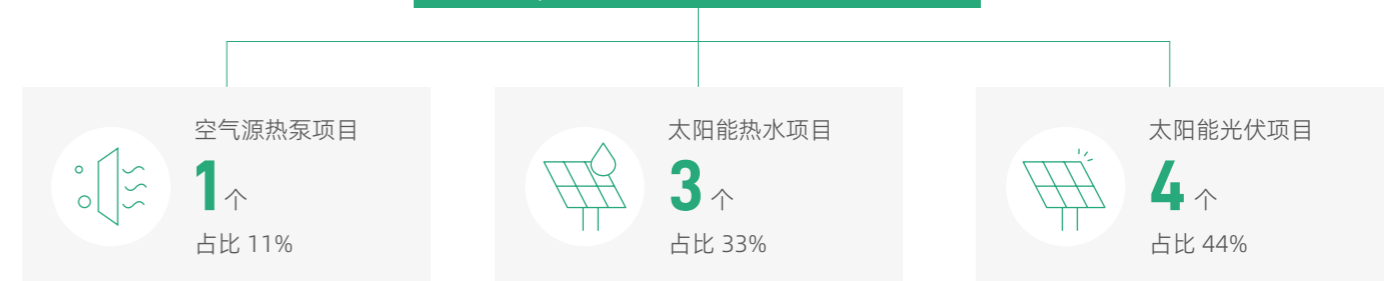 空气源热泵项目
1个
占比 11%
太阳能热水项目
3个
占比 33%
太阳能光伏项目
4个
占比 44%